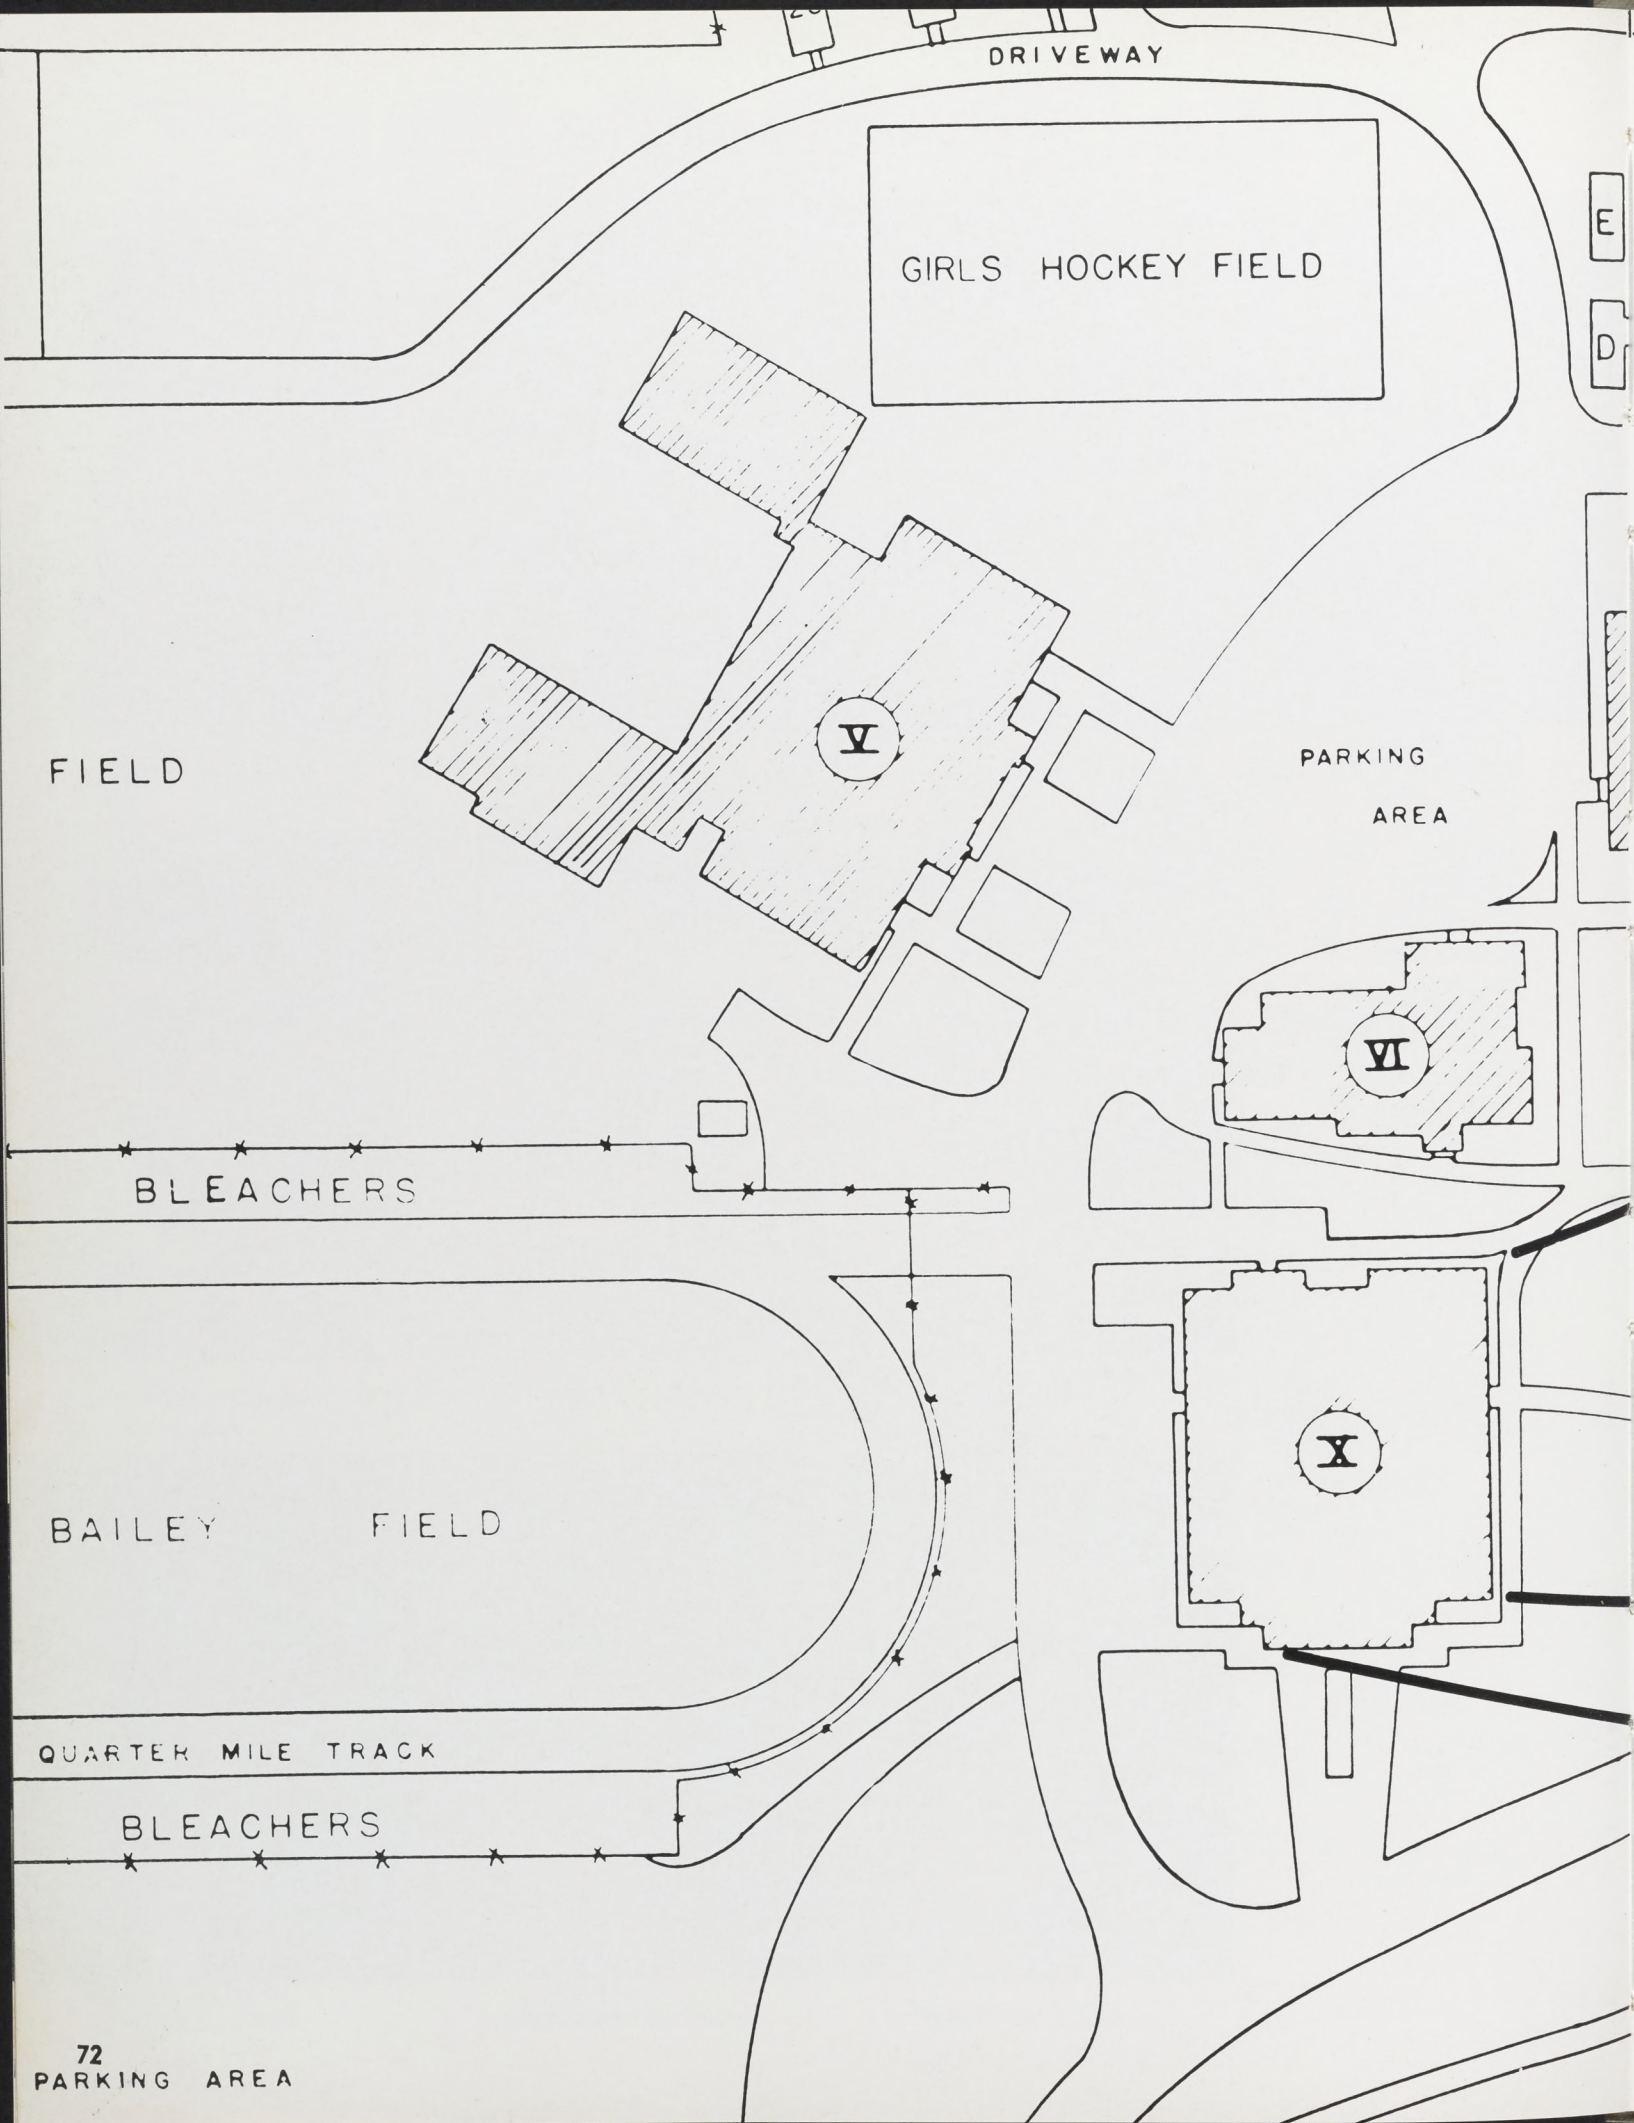 DRIVEWAY
GIRLS HOCKEY FIELD
E
D
V
FIELD
PARKING
AREA
VI
BLEACHERS
X
BAILEY FIELD
QUARTER MILE TRACK
BLEACHERS
72
PARKING AREA